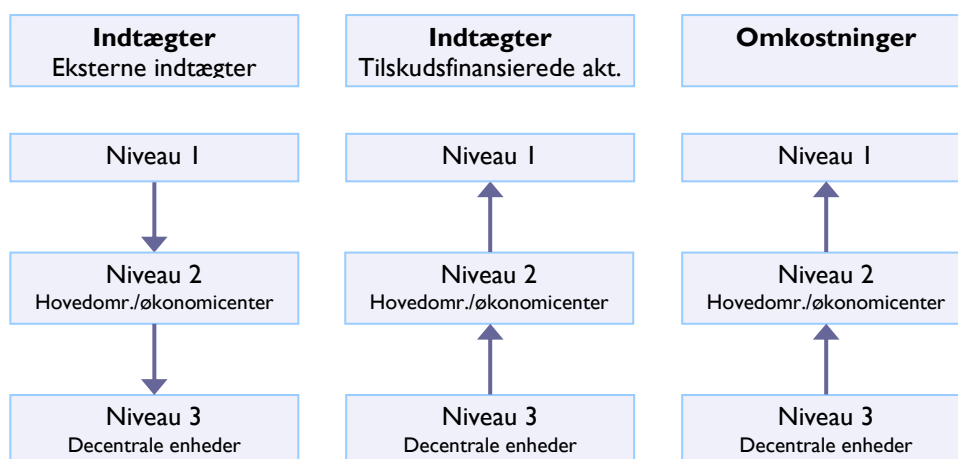 Indtægter
Eksterne indtægter
Niveau 1
Niveau 2
Hovedomr./økonomicenter
Niveau 3
Decentrale enheder
Indtægter
Tilskudsfinansierede akt.
Niveau 1
Niveau 2
Hovedomr./økonomicenter
Niveau 3
Decentrale enheder
Omkostninger
Niveau 1
Niveau 2
Hovedomr./økonomicenter
Niveau 3
Decentrale enheder